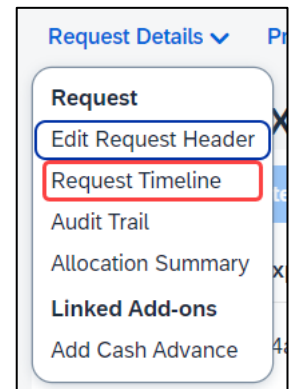 Request Details
Request
Edit Request Header
Request Timeline
Audit Trail
Allocation Summary
Linked Add-ons
Add Cash Advance